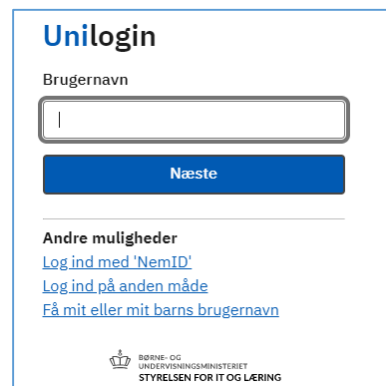 Unilogin
Brugernavn
Næste
Andre muligheder
Log ind med 'NemID'
Log ind på anden måde
Få mit eller mit barns brugernavn
BØRNE- OG
UNDERVISNINGSMINISTERIET
STYRELSEN FOR IT OG LÆRING